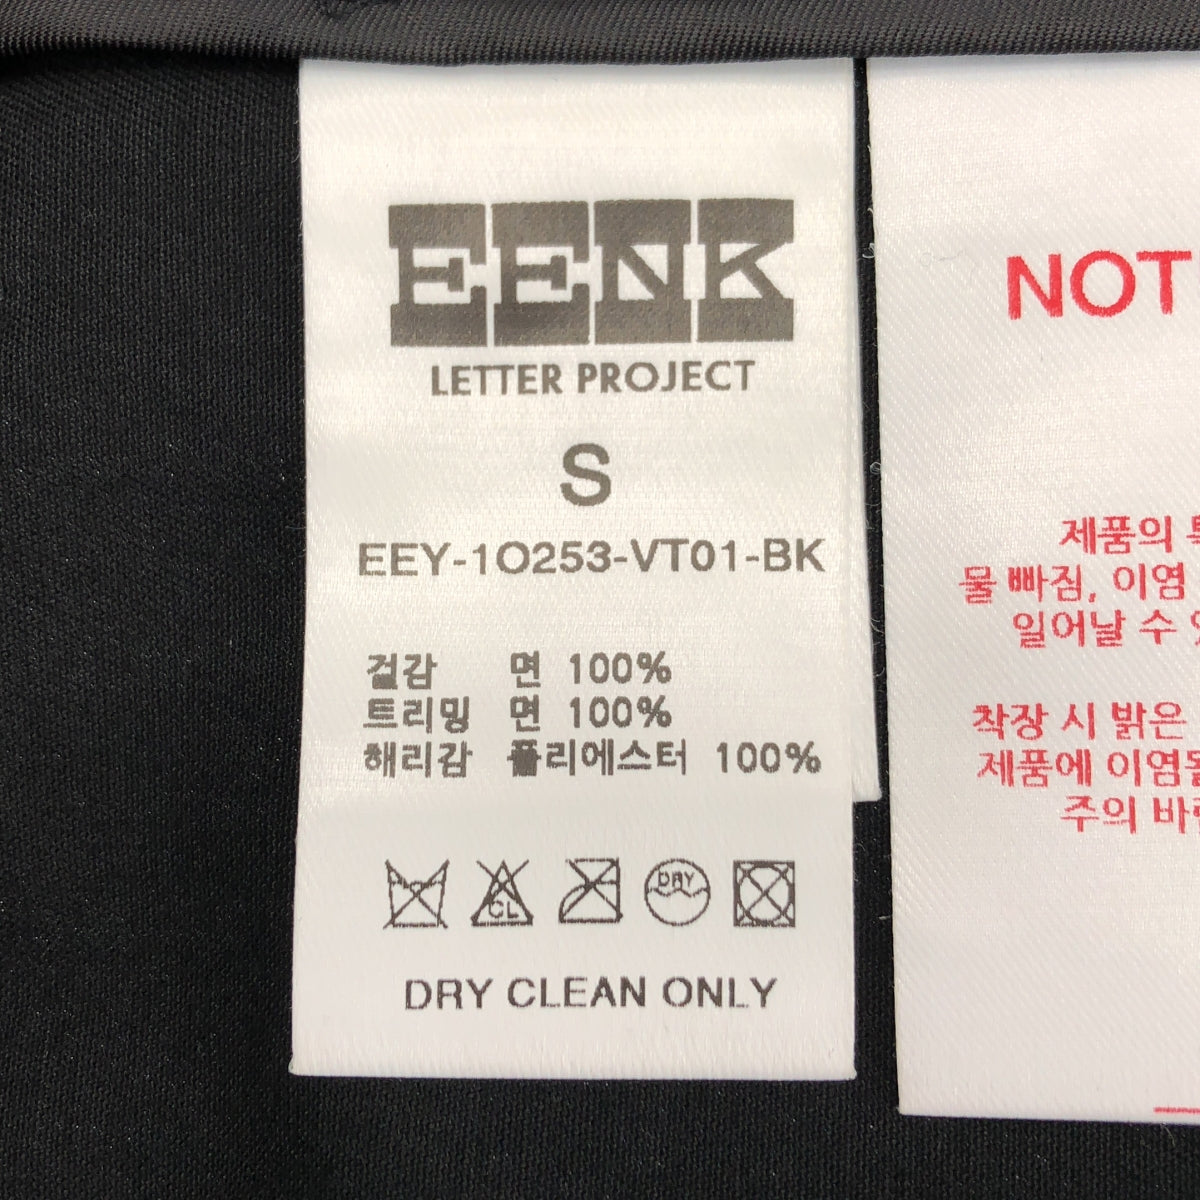 EENK
LETTER PROJECT
S
EEY-1O253-VT01-BK
겉감 면 100%
트리밍 면 100%
해리감 폴리에스터 100%
CL
DRY
DRY CLEAN ONLY
NOT
제품의
물 빠짐, 이염
일어날 수
착장 시 밝은
제품에 이염될
주의 바